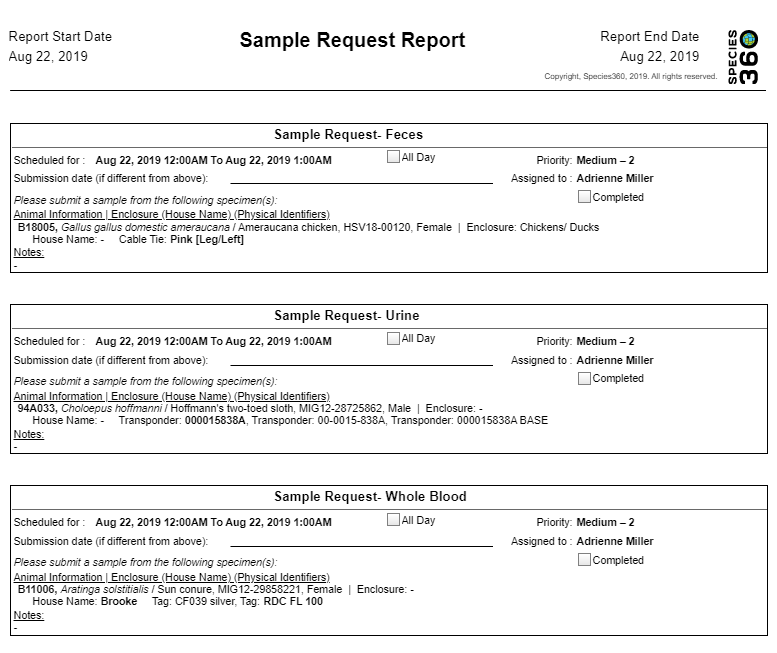 Report Start Date
Aug 22, 2019
Sample Request Report
Report End Date
Aug 22, 2019
Copyright, Species360, 2019. All rights reserved.
SPECIES
360
Sample Request- Feces
Scheduled for : Aug 22, 2019 12:00AM To Aug 22, 2019 1:00AM All Day Priority: Medium – 2
Submission date (if different from above): Assigned to : Adrienne Miller
Please submit a sample from the following specimen(s): Completed
Animal Information | Enclosure (House Name) (Physical Identifiers)
B18005, Gallus gallus domestic ameraucana / Ameraucana chicken, HSV18-00120, Female | Enclosure: Chickens/ Ducks
House Name: - Cable Tie: Pink [Leg/Left]
Notes:
-
Sample Request- Urine
Scheduled for : Aug 22, 2019 12:00AM To Aug 22, 2019 1:00AM All Day Priority: Medium – 2
Submission date (if different from above): Assigned to : Adrienne Miller
Please submit a sample from the following specimen(s): Completed
Animal Information | Enclosure (House Name) (Physical Identifiers)
94A033, Choloepus hoffmanni / Hoffmann's two-toed sloth, MIG12-28725862, Male | Enclosure: -
House Name: - Transponder: 000015838A, Transponder: 00-0015-838A, Transponder: 000015838A BASE
Notes:
-
Sample Request- Whole Blood
Scheduled for : Aug 22, 2019 12:00AM To Aug 22, 2019 1:00AM All Day Priority: Medium – 2
Submission date (if different from above): Assigned to : Adrienne Miller
Please submit a sample from the following specimen(s): Completed
Animal Information | Enclosure (House Name) (Physical Identifiers)
B11006, Aratinga solstitialis / Sun conure, MIG12-29858221, Female | Enclosure: -
House Name: Brooke Tag: CF039 silver, Tag: RDC FL 100
Notes:
-